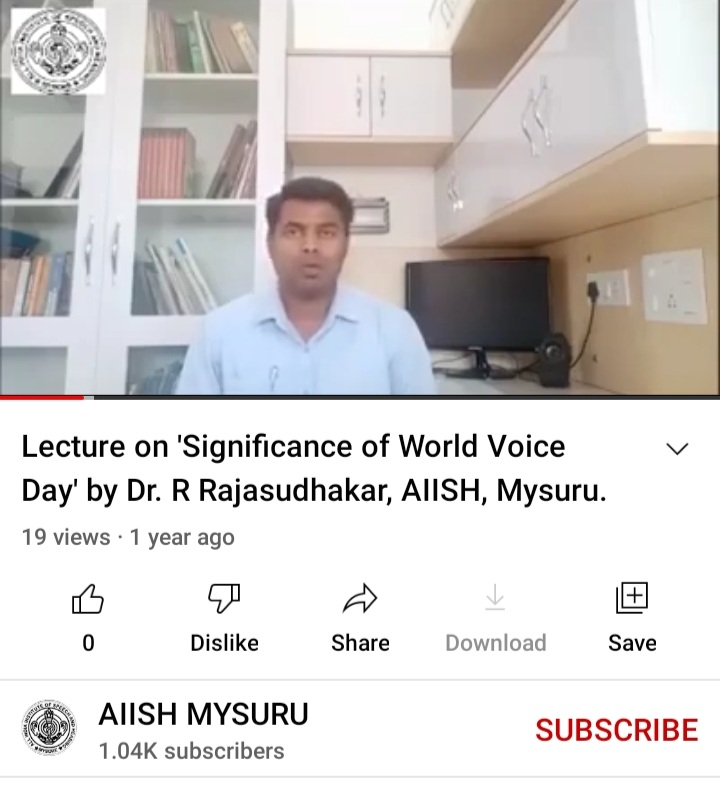 Lecture on 'Significance of World Voice
Day' by Dr. R Rajasudhakar, AIISH, Mysuru.
19 views · 1 year ago
0 Dislike Share Download Save
AIISH MYSURU
1.04K subscribers
SUBSCRIBE